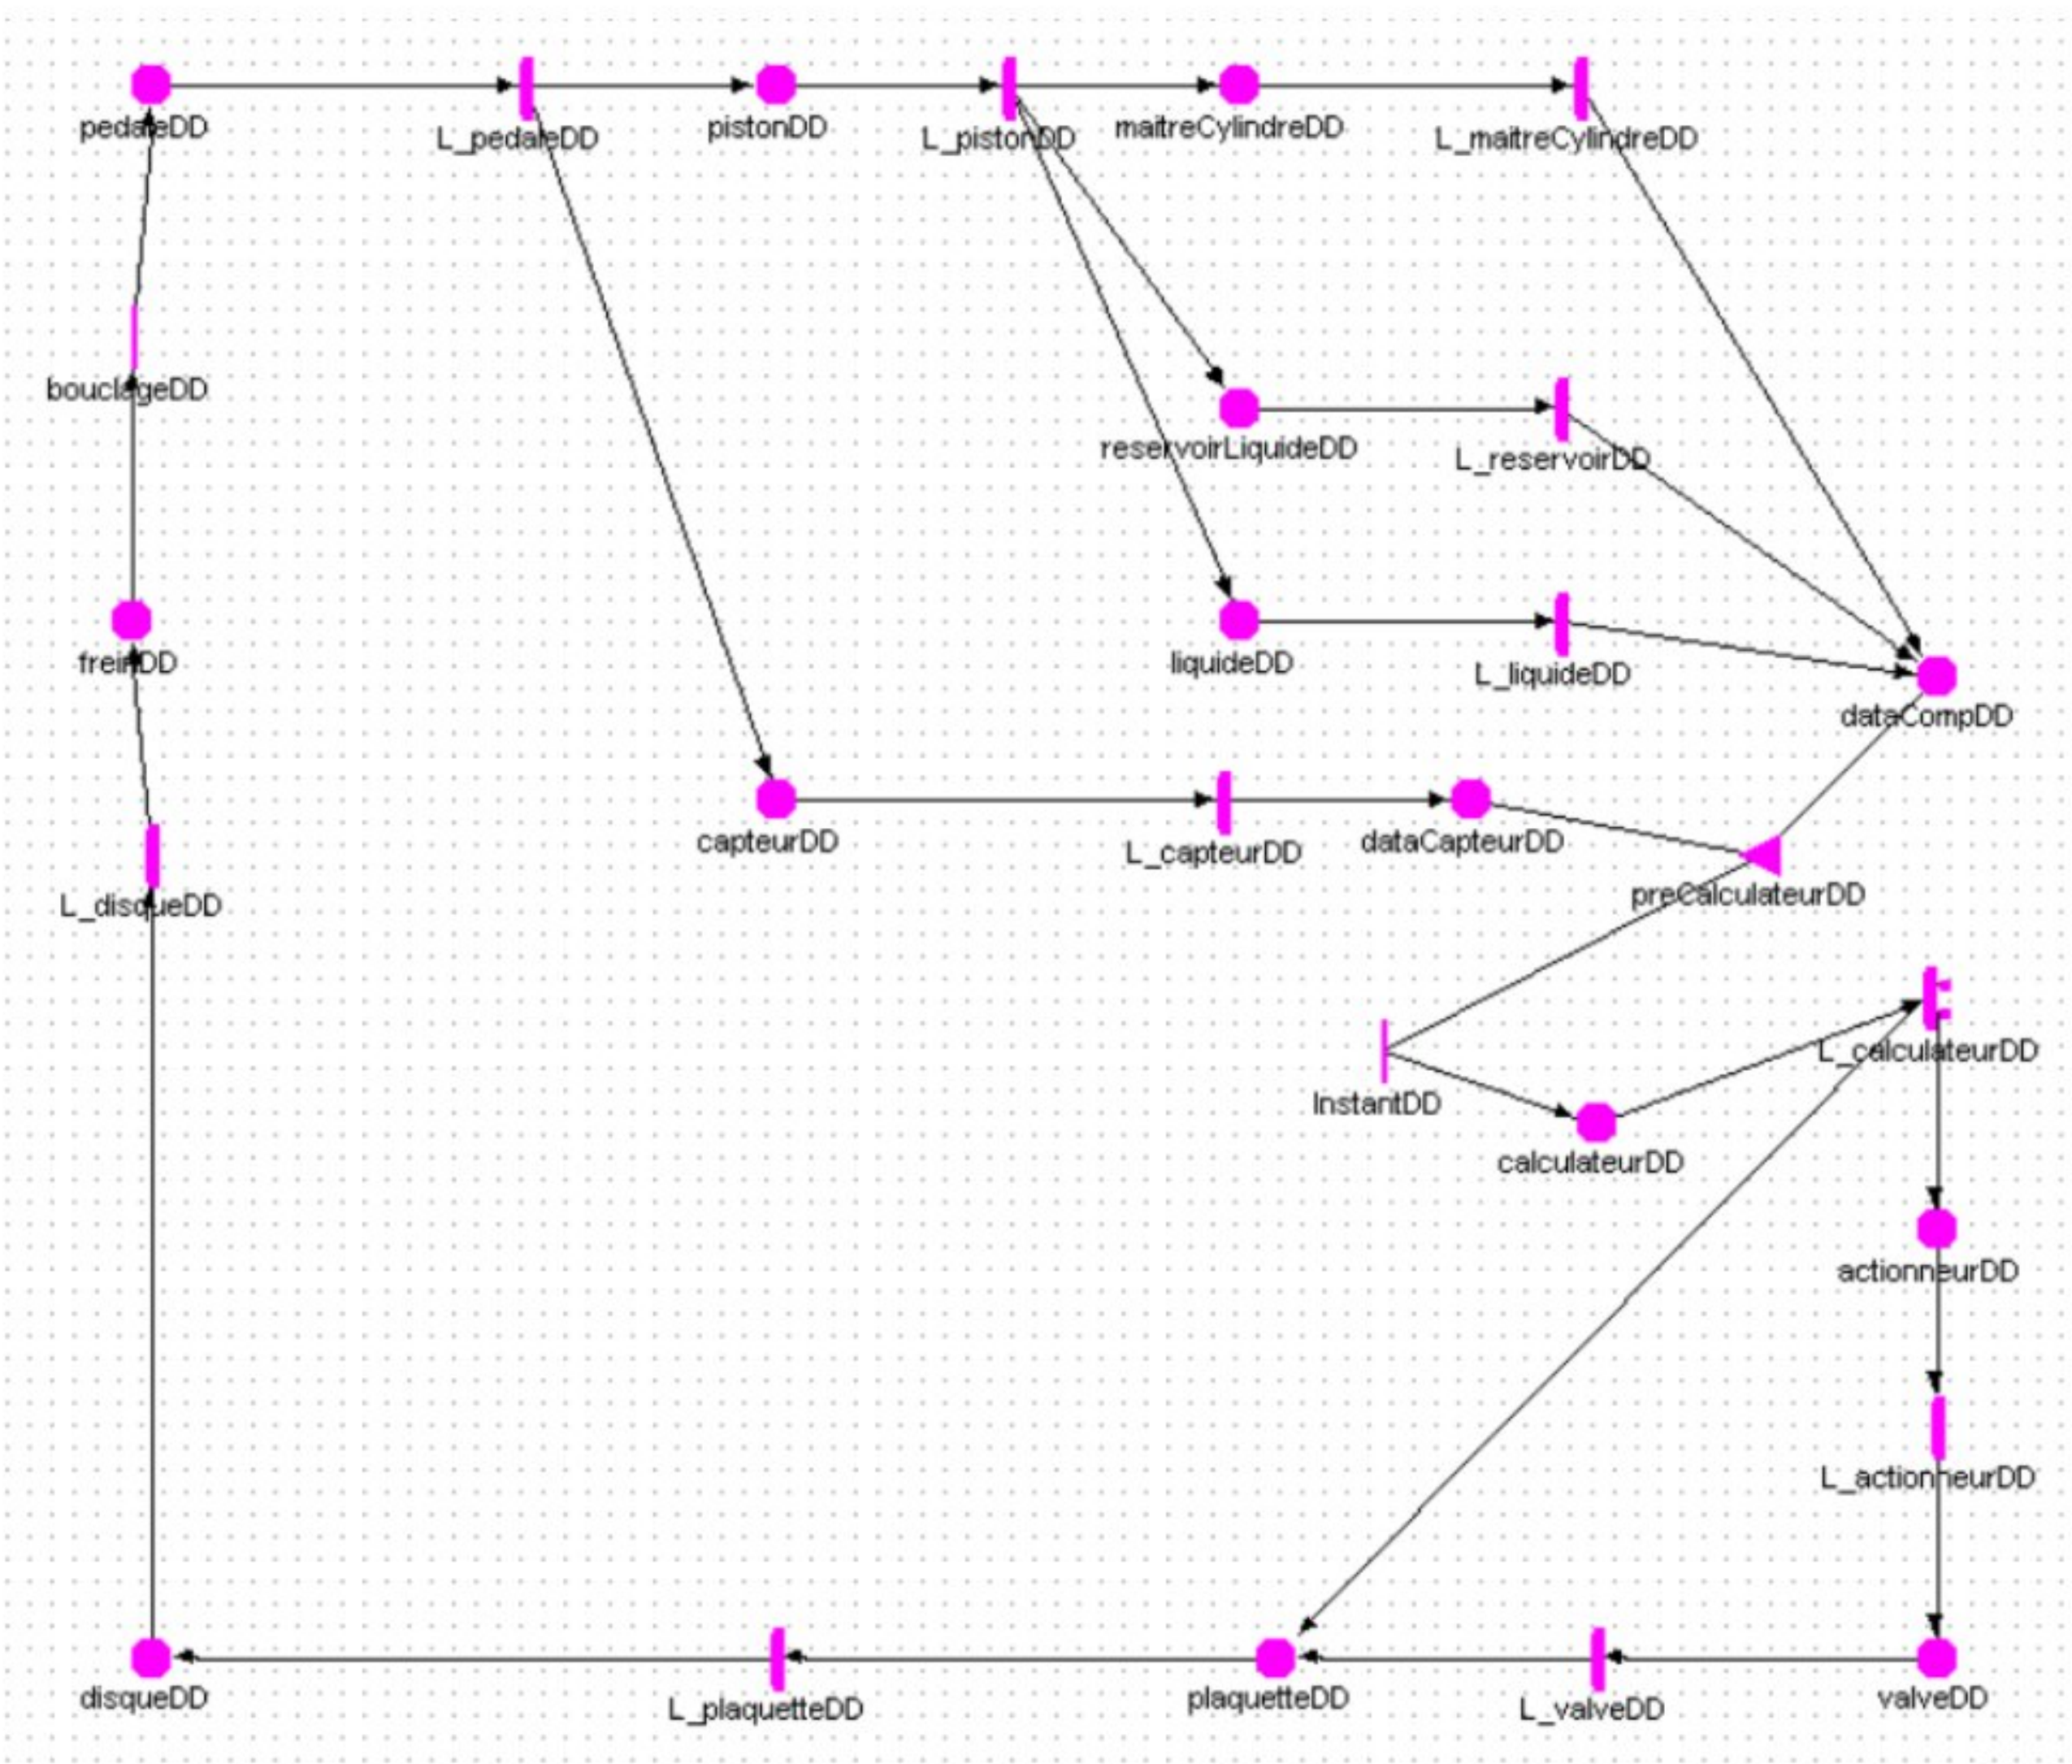 pedaleDD
L_pedaleDD
pistonDD
L_pistonDD
maitreCylindreDD
L_maitreCylindreDD
bouclageDD
reservoirLiquideDD
L_reservoirDD
freinDD
liquideDD
L_liquideDD
dataCompDD
capteurDD
L_capteurDD
dataCapteurDD
preCalculateurDD
L_disqueDD
L_calculateurDD
InstantDD
calculateurDD
actionneurDD
L_actionneurDD
disqueDD
L_plaquetteDD
plaquetteDD
L_valveDD
valveDD